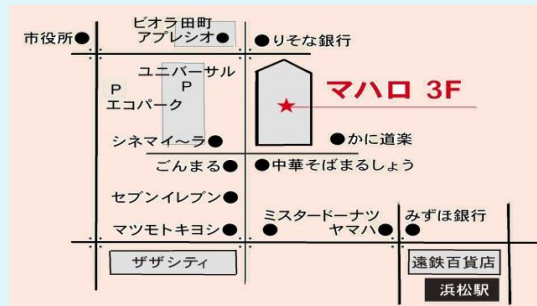 ビオラ田町
市役所●
アプレシオ●
●りそな銀行
ユニバーサル
P
P
エコパーク
マハロ 3F
シネマイ～ラ●
●かに道楽
ごんまる●
●中華そばまるしょう
セブンイレブン●
マツモトキヨシ●
ミスタードーナツ
ヤマハ●
みずほ銀行
ザザシティ
遠鉄百貨店
浜松駅